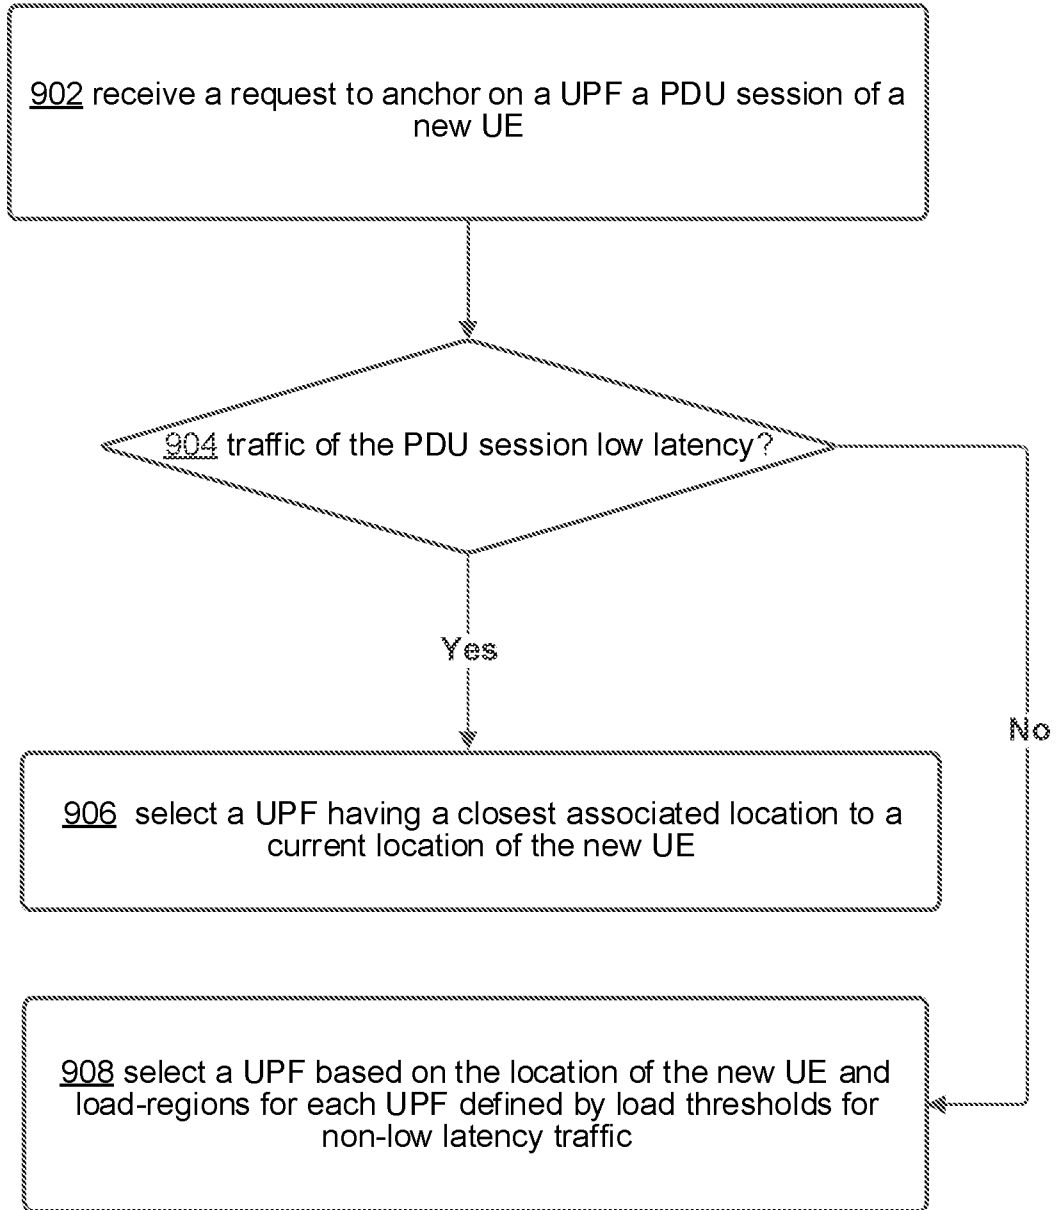 902 receive a request to anchor on a UPF a PDU session of a
new UE
904 traffic of the PDU session low latency?
Yes
No
906 select a UPF having a closest associated location to a
current location of the new UE
908 select a UPF based on the location of the new UE and
load-regions for each UPF defined by load thresholds for
non-low latency traffic